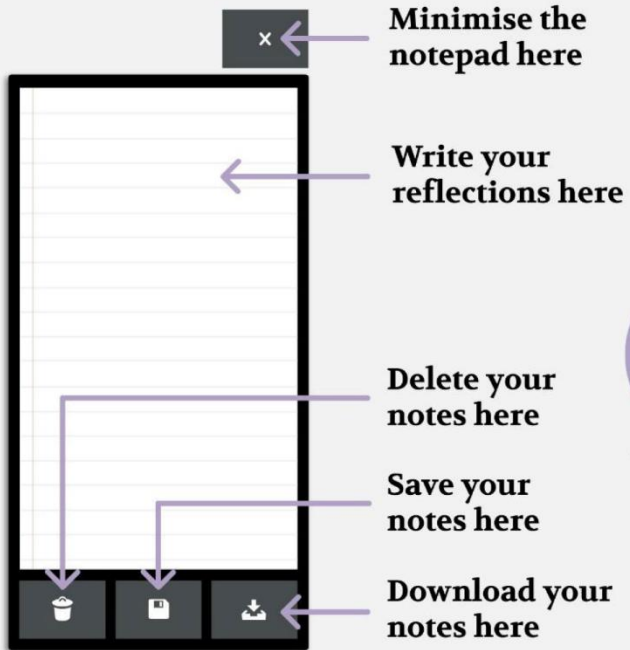 Minimise the
notepad here
Write your
reflections here
Delete your
notes here
Save your
notes here
Download your
notes here